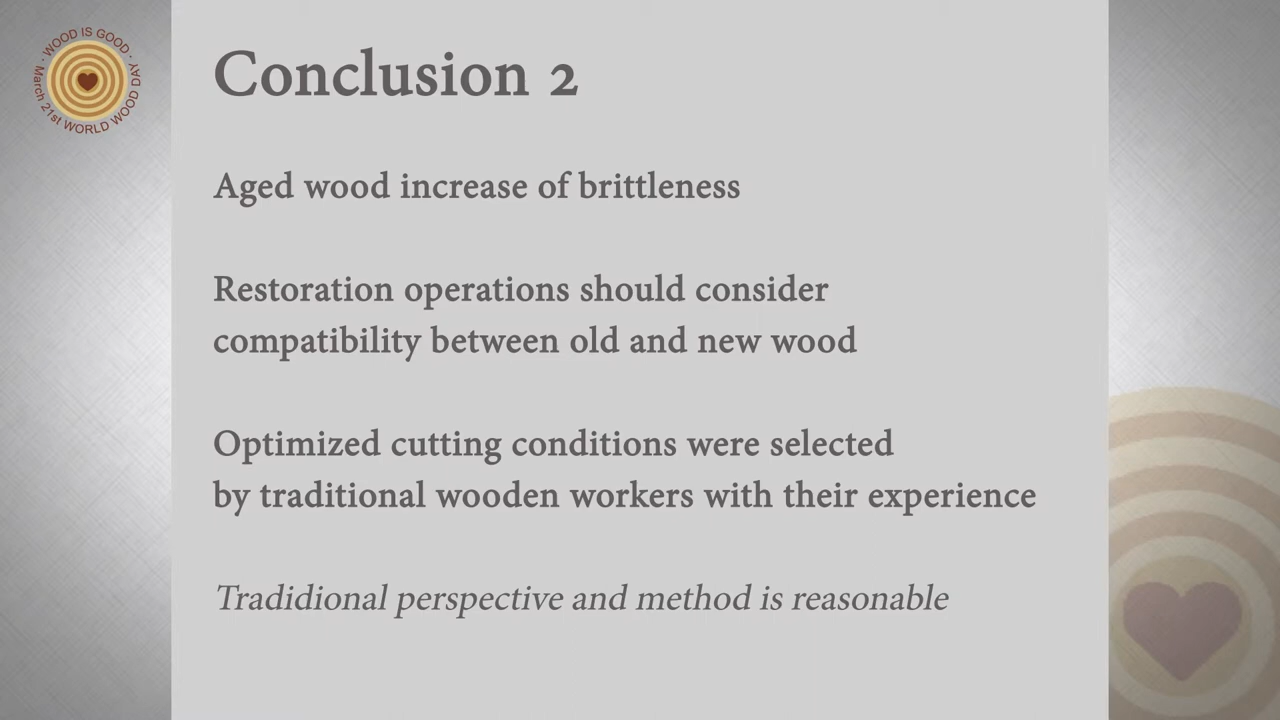 · WOOD IS GOOD ·
March 21st WORLD WOOD DAY
Conclusion 2
Aged wood increase of brittleness
Restoration operations should consider
compatibility between old and new wood
Optimized cutting conditions were selected
by traditional wooden workers with their experience
Tradidional perspective and method is reasonable